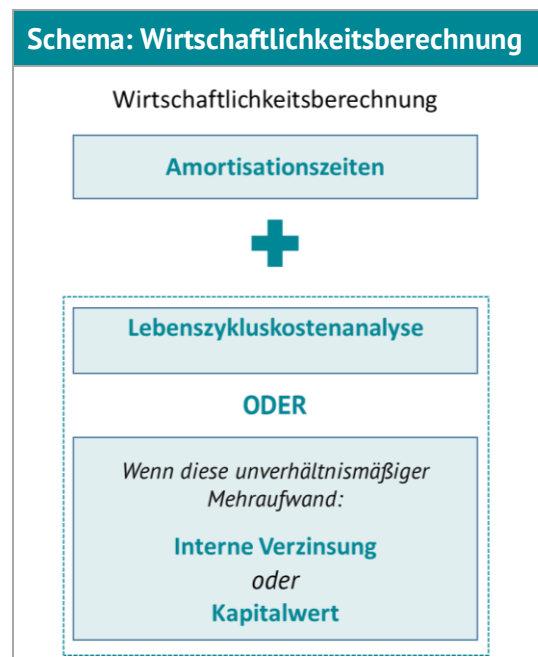 Schema: Wirtschaftlichkeitsberechnung
Wirtschaftlichkeitsberechnung
Amortisationszeiten
Lebenszykluskostenanalyse
ODER
Wenn diese unverhältnismäßiger
Mehraufwand:
Interne Verzinsung
oder
Kapitalwert